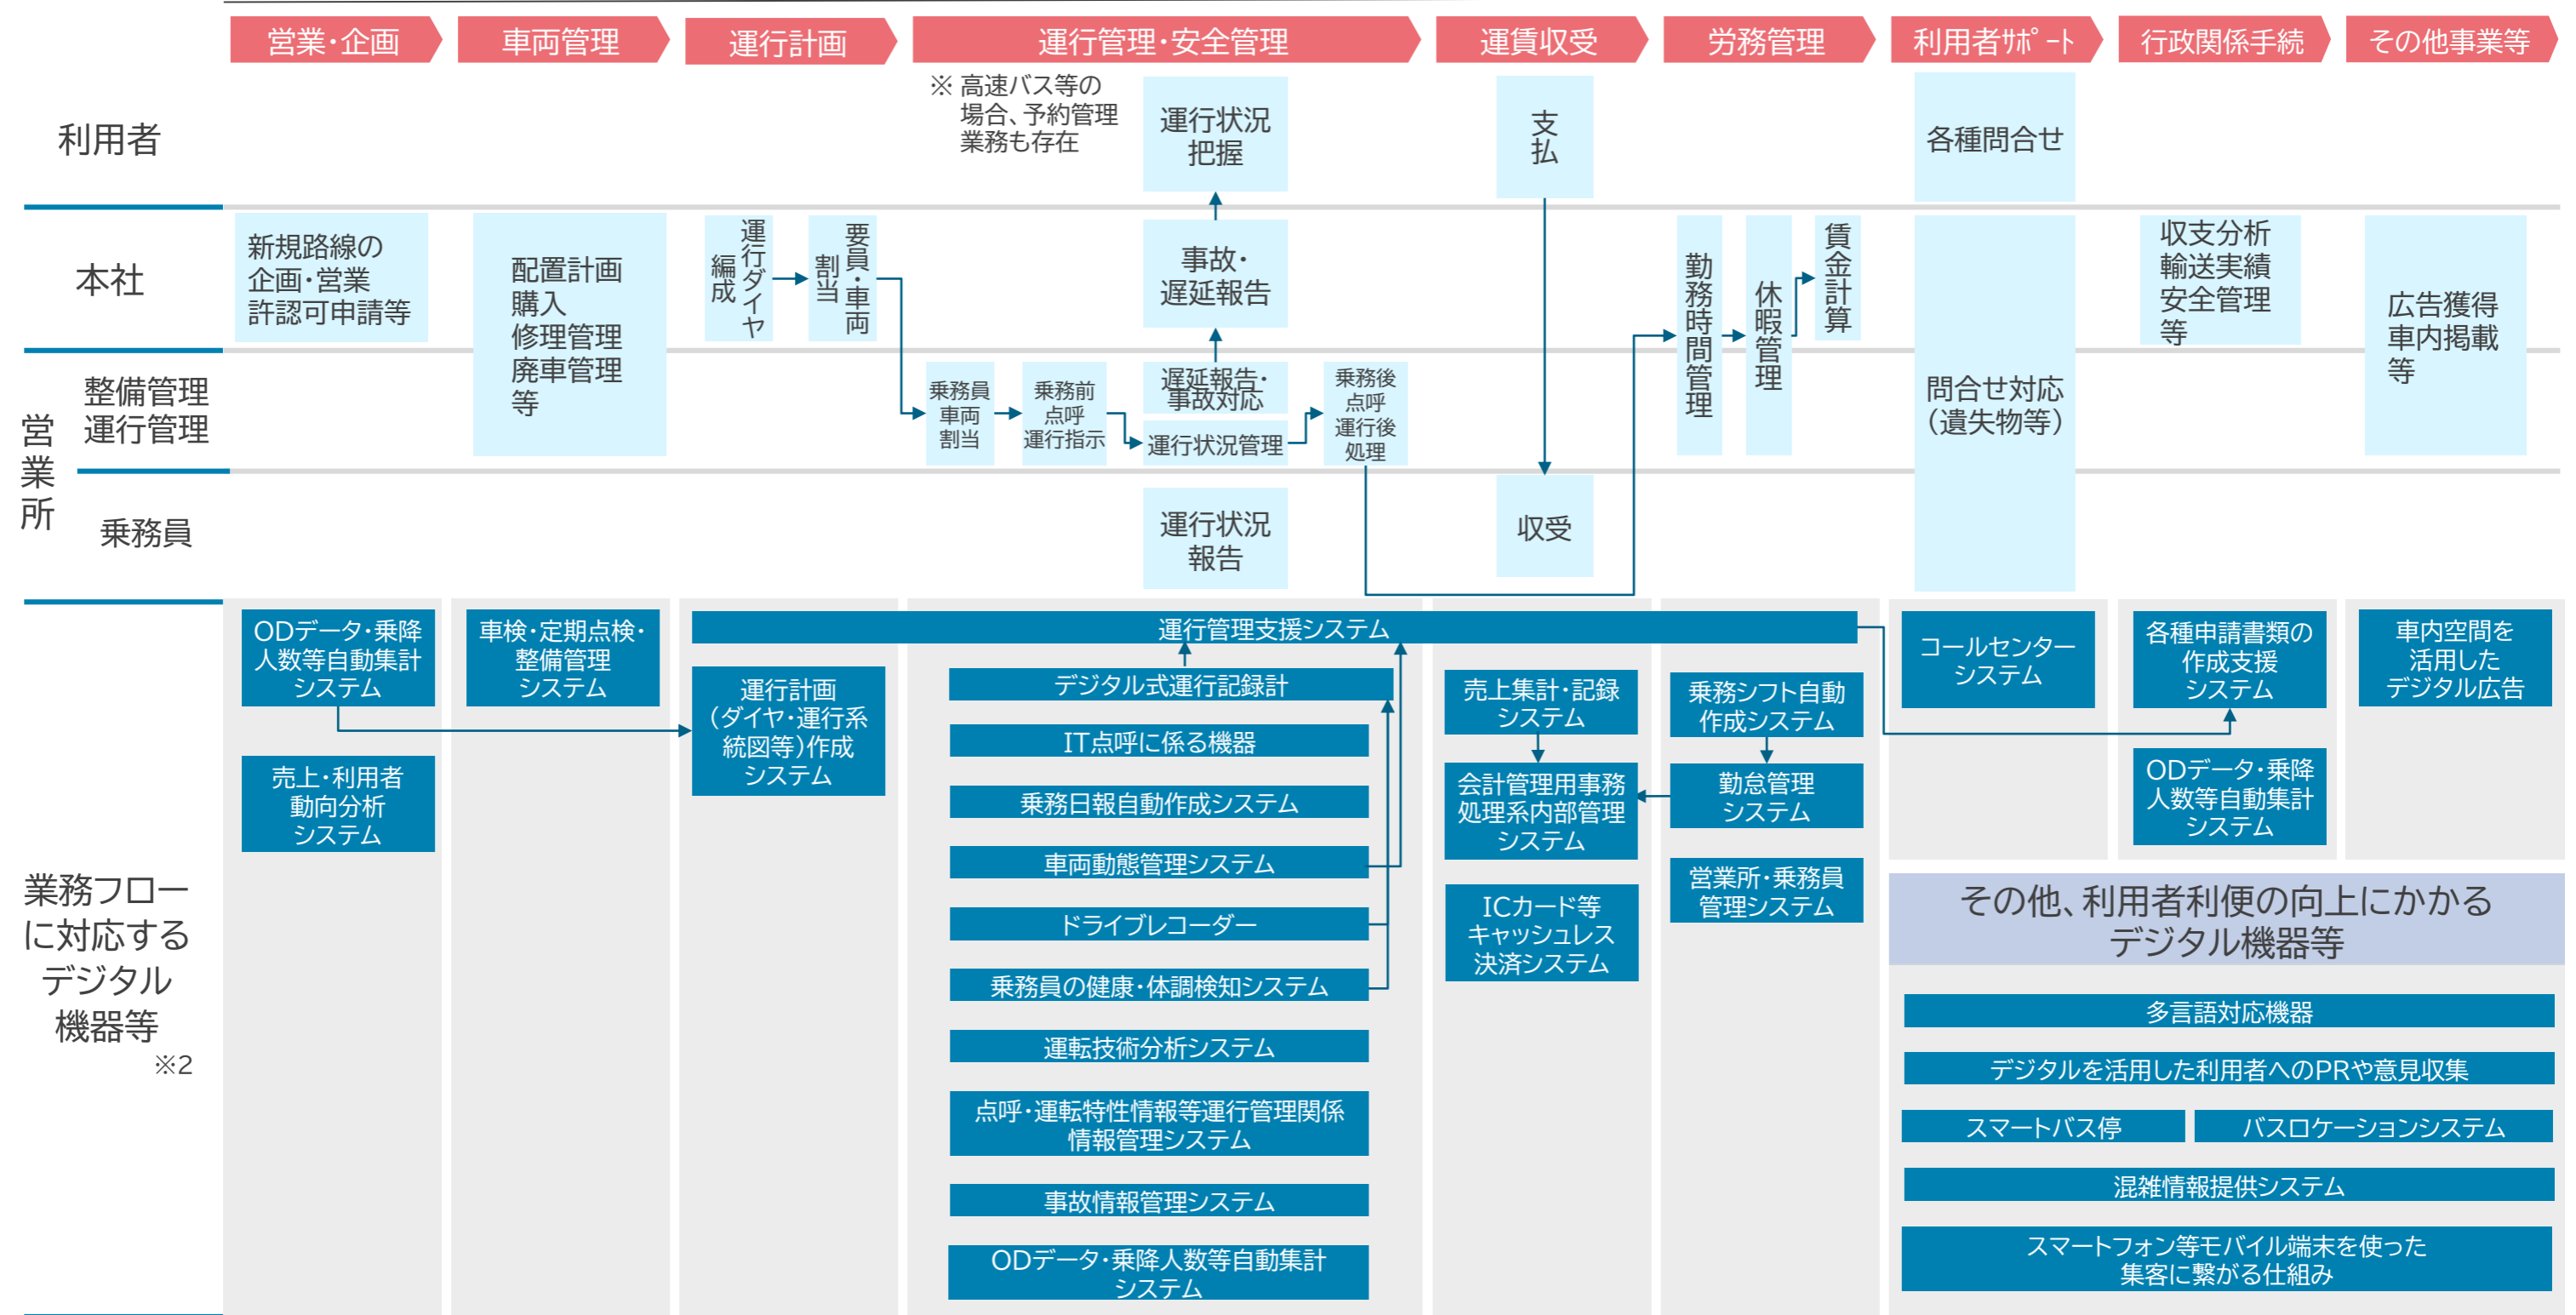 営業・企画
車両管理
運行計画
運行管理・安全管理
運賃収受
労務管理
利用者ｻﾎﾟｰﾄ
行政関係手続
その他事業等
利用者
※ 高速バス等の
場合、予約管理
業務も存在
運行状況
把握
支払
各種問合せ
本社
新規路線の
企画・営業
許認可申請等
配置計画
購入
修理管理
廃車管理
等
運行ダイヤ
編成
要員・車両
割当
事故・
遅延報告
勤務時間管理
休暇管理
賃金計算
問合せ対応
（遺失物等）
収支分析
輸送実績
安全管理
等
広告獲得
車内掲載
等
営業所
整備管理
運行管理
乗務員
車両
割当
乗務前
点呼
運行指示
遅延報告・
事故対応
運行状況管理
乗務後
点呼
運行後
処理
乗務員
運行状況
報告
収受
業務フロー
に対応する
デジタル
機器等
※2
ODデータ・乗降
人数等自動集計
システム
売上・利用者
動向分析
システム
車検・定期点検・
整備管理
システム
運行管理支援システム
運行計画
（ダイヤ・運行系
統図等）作成
システム
デジタル式運行記録計
IT点呼に係る機器
乗務日報自動作成システム
車両動態管理システム
ドライブレコーダー
乗務員の健康・体調検知システム
運転技術分析システム
点呼・運転特性情報等運行管理関係
情報管理システム
事故情報管理システム
ODデータ・乗降人数等自動集計
システム
売上集計・記録
システム
会計管理用事務
処理系内部管理
システム
ICカード等
キャッシュレス
決済システム
乗務シフト自動
作成システム
勤怠管理
システム
営業所・乗務員
管理システム
コールセンター
システム
各種申請書類の
作成支援
システム
ODデータ・乗降
人数等自動集計
システム
車内空間を
活用した
デジタル広告
その他、利用者利便の向上にかかる
デジタル機器等
多言語対応機器
デジタルを活用した利用者へのPRや意見収集
スマートバス停
バスロケーションシステム
混雑情報提供システム
スマートフォン等モバイル端末を使った
集客に繋がる仕組み